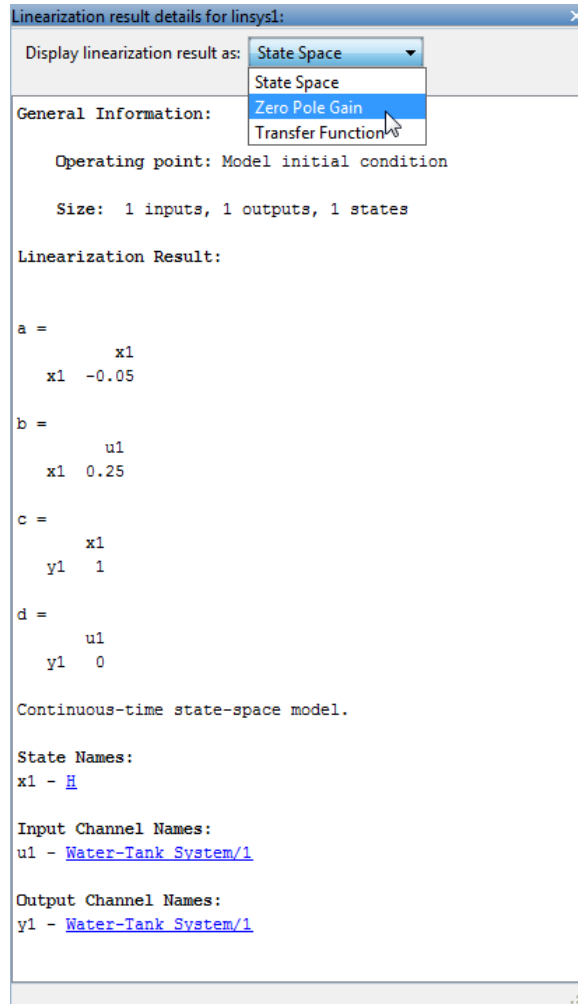 Linearization result details for linsys1:
Display linearization result as: State Space
State Space
Zero Pole Gain
Transfer Function
General Information:
Operating point: Model initial condition
Size: 1 inputs, 1 outputs, 1 states
Linearization Result:
a =
x1
x1 -0.05
b =
u1
x1 0.25
c =
x1
y1 1
d =
u1
y1 0
Continuous-time state-space model.
State Names:
x1 - H
Input Channel Names:
u1 - Water-Tank System/1
Output Channel Names:
y1 - Water-Tank System/1